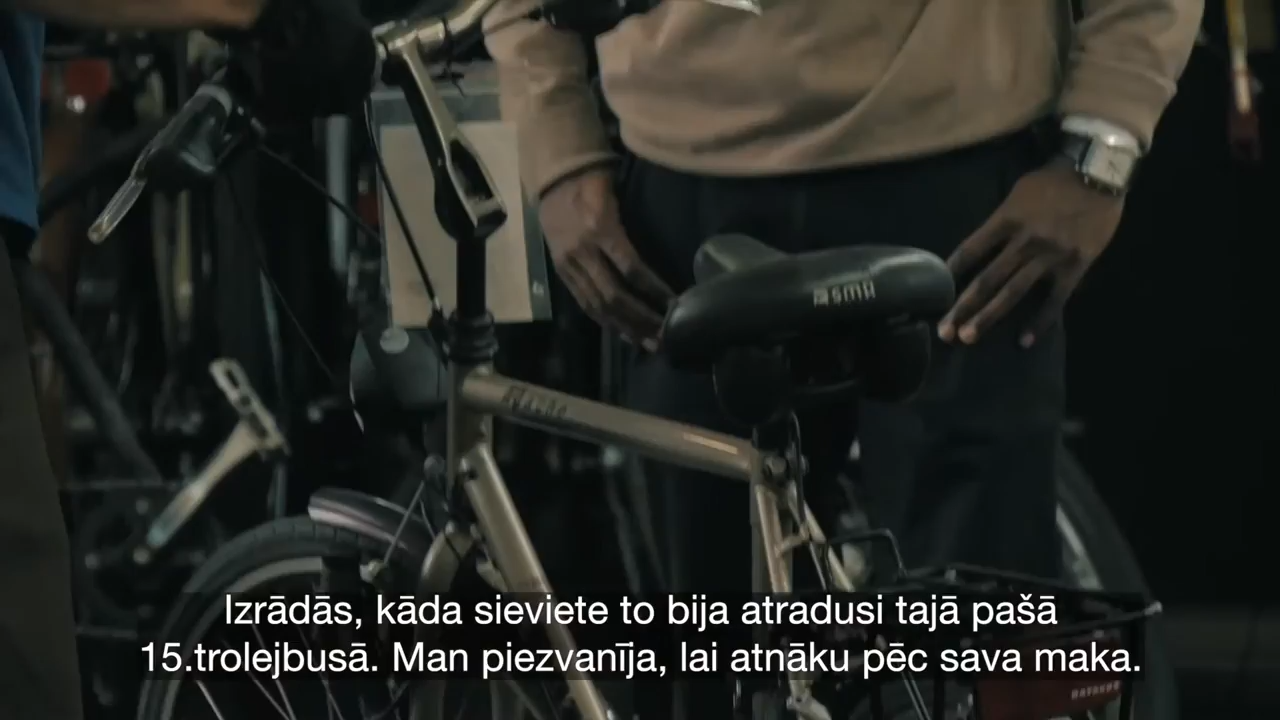 Izrādās, kāda sieviete to bija atradusi tajā pašā
15.trolejbusā. Man piezvanīja, lai atnāku pēc sava maka.